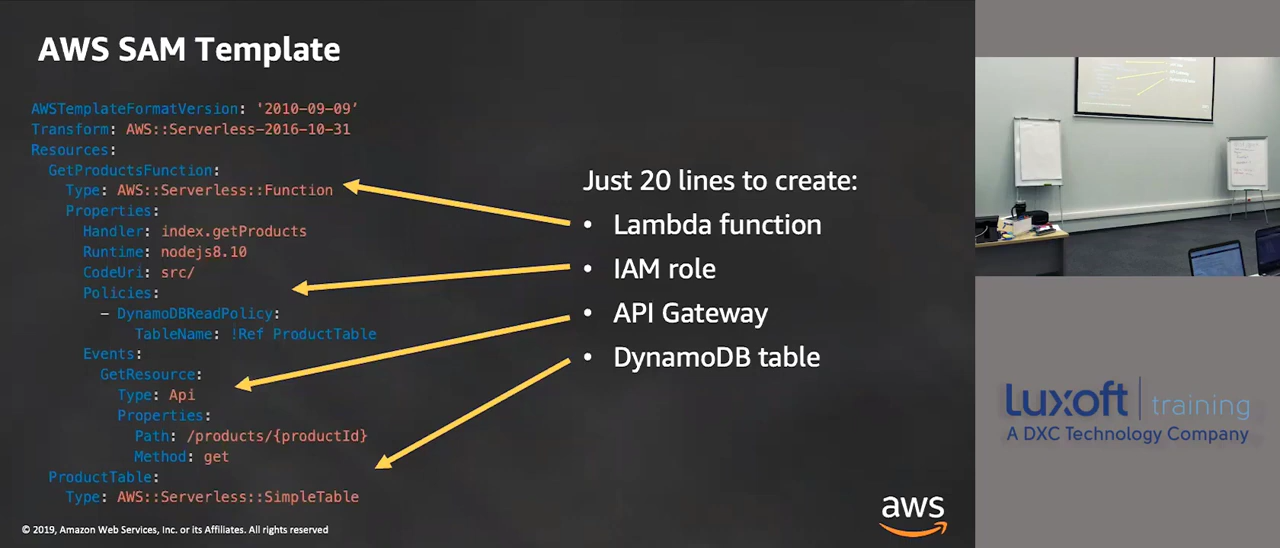 AWS SAM Template
AWSTemplateFormatVersion: '2010-09-09’
Transform: AWS::Serverless-2016-10-31
Resources:
GetProductsFunction:
Type: AWS::Serverless::Function
Properties:
Handler: index.getProducts
Runtime: nodejs8.10
CodeUri: src/
Policies:
– DynamoDBReadPolicy:
TableName: !Ref ProductTable
Events:
GetResource:
Type: Api
Properties:
Path: /products/{productId}
Method: get
ProductTable:
Type: AWS::Serverless::SimpleTable
Just 20 lines to create:
• Lambda function
• IAM role
• API Gateway
• DynamoDB table
© 2019, Amazon Web Services, Inc. or its Affiliates. All rights reserved
aws
Luxoft training
A DXC Technology Company